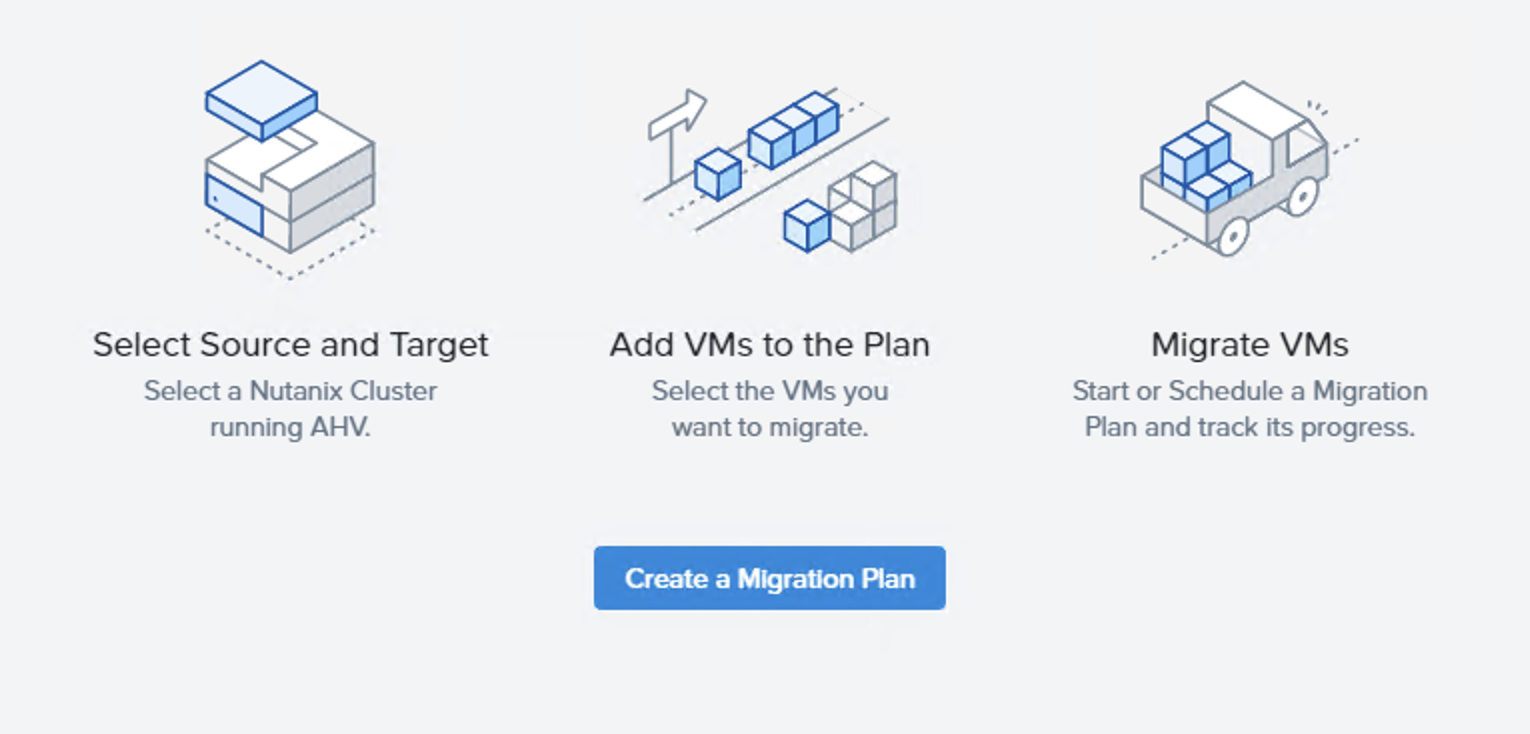 Select Source and Target
Select a Nutanix Cluster
running AHV.
Add VMs to the Plan
Select the VMs you
want to migrate.
Migrate VMs
Start or Schedule a Migration
Plan and track its progress.
Create a Migration Plan